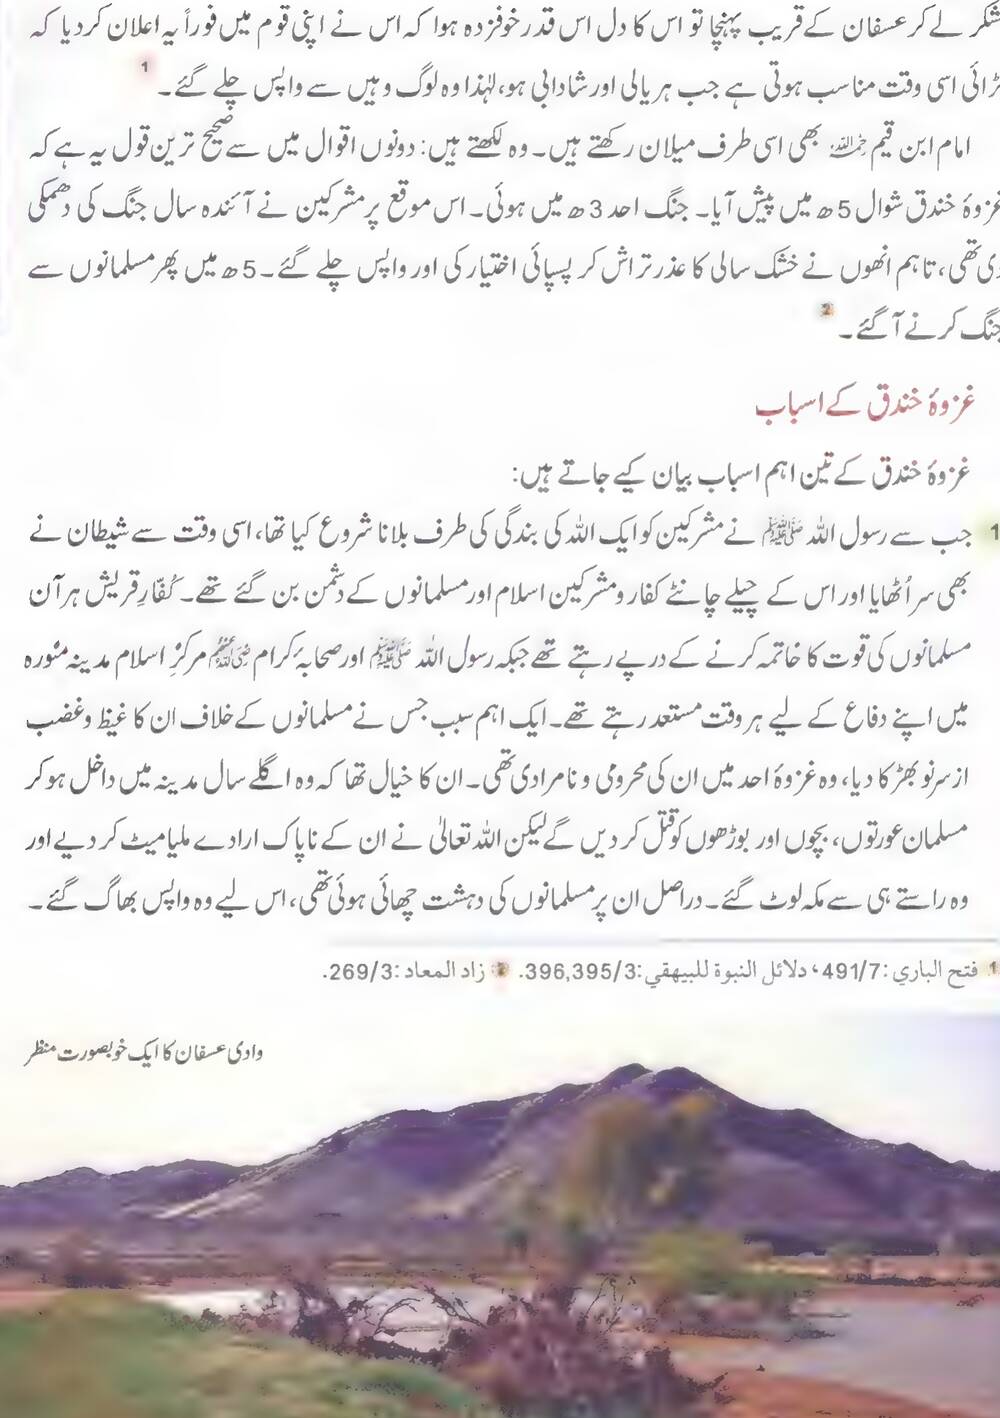 لشکر لے کر عسفان کے قریب پہنچا تو اس کا دل اس قدر خوفزدہ ہوا کہ اس نے اپنی قوم میں فوراً یہ اعلان کر دیا کہ
لڑائی اسی وقت مناسب ہوتی ہے جب ہریالی اور شادابی ہو، لہٰذا وہ لوگ وہیں سے واپس چلے گئے۔ 1
امام ابن قیم رحمہ اللہ بھی اسی طرف میلان رکھتے ہیں۔ وہ لکھتے ہیں: دونوں اقوال میں سے صحیح ترین قول یہ ہے کہ
غزوۂ خندق شوال 5ھ میں پیش آیا۔ جنگ احد 3ھ میں ہوئی۔ اس موقع پر مشرکین نے آئندہ سال جنگ کی دھمکی
دی تھی، تاہم انھوں نے خشک سالی کا عذر تراش کر پسپائی اختیار کی اور واپس چلے گئے۔ 5ھ میں پھر مسلمانوں سے
جنگ کرنے آ گئے۔ 2
غزوۂ خندق کے اسباب
غزوۂ خندق کے تین اہم اسباب بیان کیے جاتے ہیں:
1 جب سے رسول اللہ ﷺ نے مشرکین کو ایک اللہ کی بندگی کی طرف بلانا شروع کیا تھا، اسی وقت سے شیطان نے
بھی سر اُٹھایا اور اس کے چیلے چانٹے کفار و مشرکین اسلام اور مسلمانوں کے دشمن بن گئے تھے۔ کُفّارِ قریش ہر آن
مسلمانوں کی قوت کا خاتمہ کرنے کے درپے رہتے تھے جبکہ رسول اللہ ﷺ اور صحابۂ کرام رضی اللہ عنہم مرکزِ اسلام مدینہ منورہ
میں اپنے دفاع کے لیے ہر وقت مستعد رہتے تھے۔ ایک اہم سبب جس نے مسلمانوں کے خلاف ان کا غیظ و غضب
از سر نو بھڑکا دیا، وہ غزوۂ احد میں ان کی محرومی و نامرادی تھی۔ ان کا خیال تھا کہ وہ اگلے سال مدینہ میں داخل ہو کر
مسلمان عورتوں، بچوں اور بوڑھوں کو قتل کر دیں گے لیکن اللہ تعالیٰ نے ان کے ناپاک ارادے ملیامیٹ کر دیے اور
وہ راستے ہی سے مکہ لوٹ گئے۔ دراصل ان پر مسلمانوں کی دہشت چھائی ہوئی تھی، اس لیے وہ واپس بھاگ گئے۔
1 فتح الباري: 491/7، دلائل النبوة للبيهقي: 396,395/3. 2 زاد المعاد: 269/3.
وادی عسفان کا ایک خوبصورت منظر